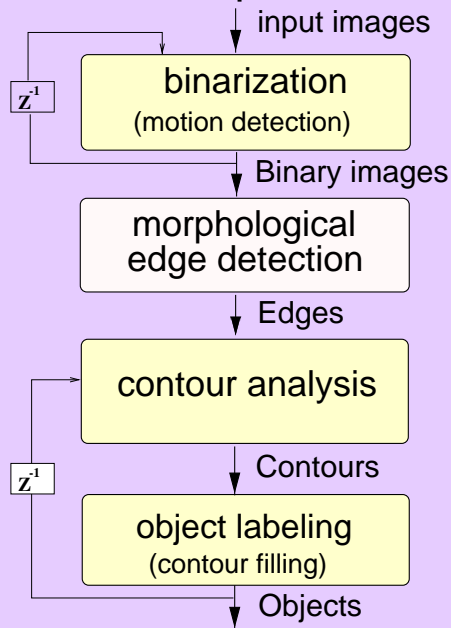 input images
z⁻¹
binarization
(motion detection)
Binary images
morphological
edge detection
Edges
contour analysis
z⁻¹
Contours
object labeling
(contour filling)
Objects